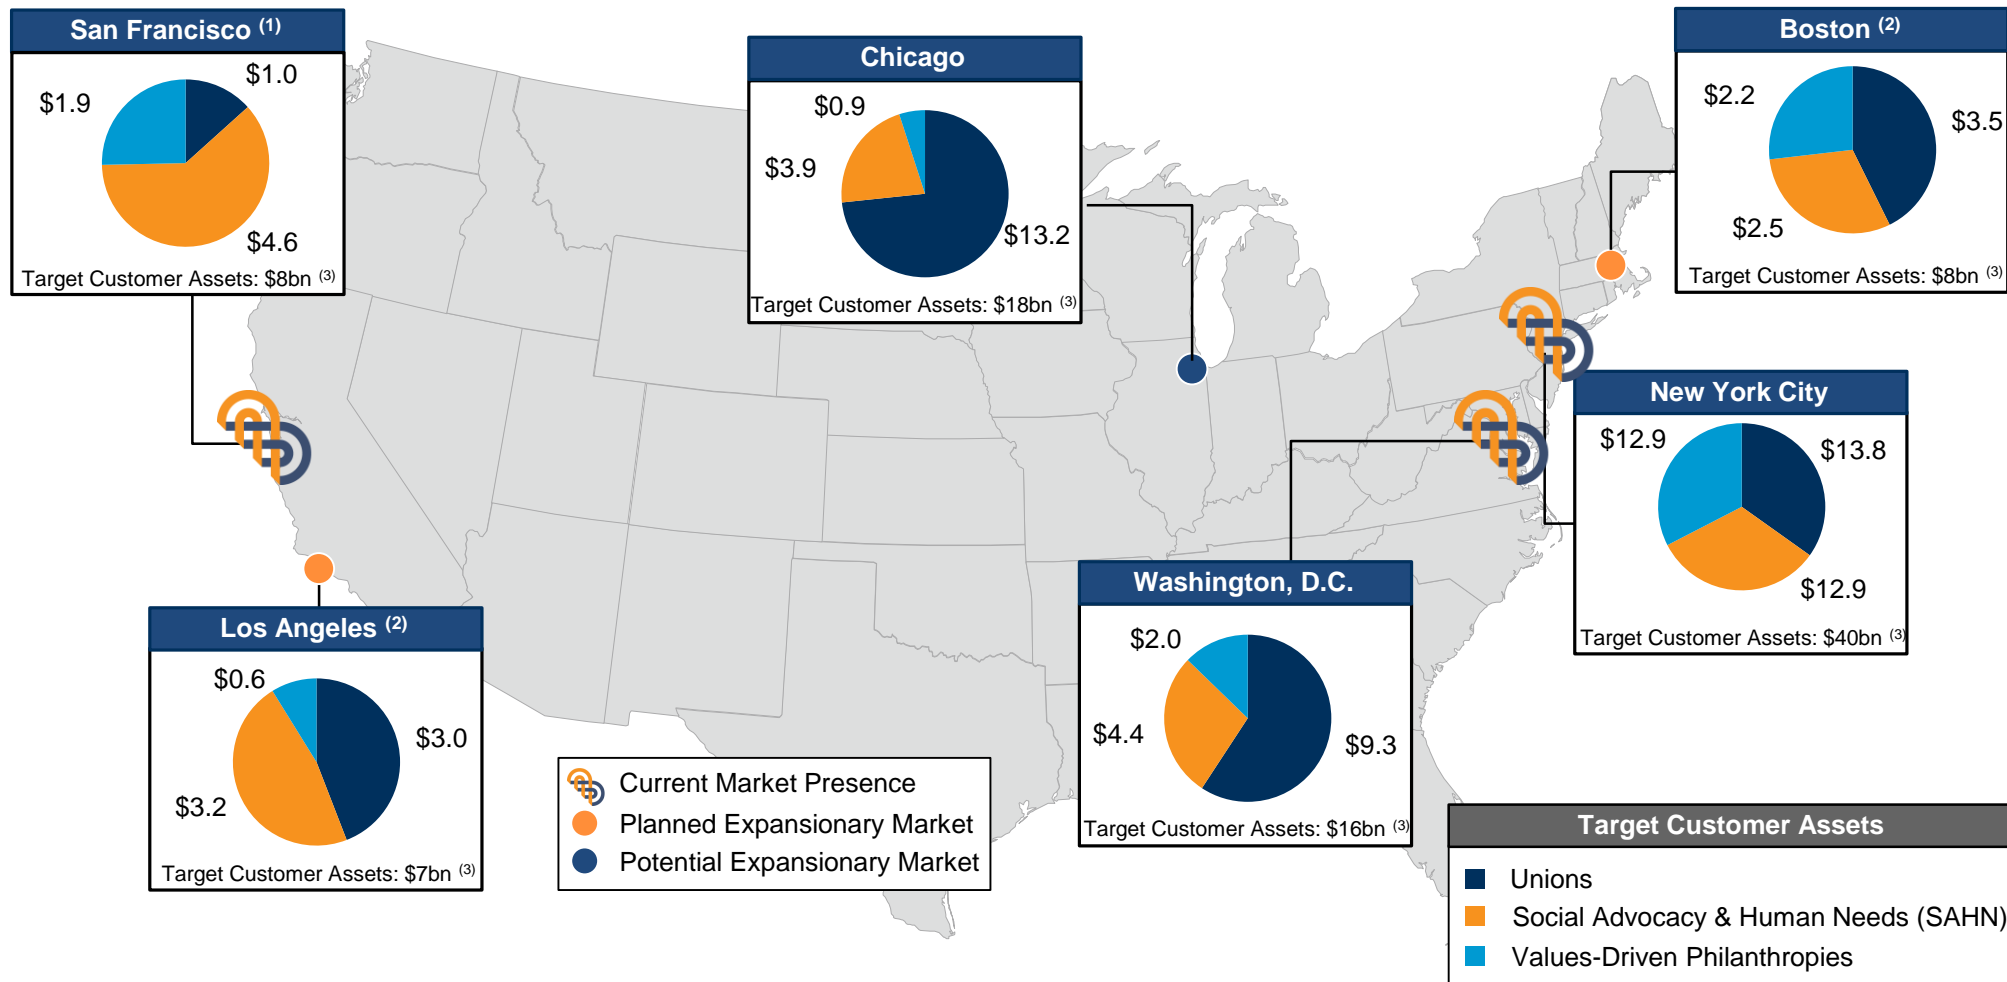 San Francisco (1)
$1.0
$1.9
$4.6
Target Customer Assets: $8bn (3)
Chicago
$0.9
$3.9
$13.2
Target Customer Assets: $18bn (3)
Boston (2)
$2.2
$3.5
$2.5
Target Customer Assets: $8bn (3)
New York City
$12.9
$13.8
$12.9
Target Customer Assets: $40bn (3)
Washington, D.C.
$2.0
$4.4
$9.3
Target Customer Assets: $16bn (3)
Los Angeles (2)
$0.6
$3.0
$3.2
Target Customer Assets: $7bn (3)
Current Market Presence
Planned Expansionary Market
Potential Expansionary Market
Target Customer Assets
Unions
Social Advocacy & Human Needs (SAHN)
Values-Driven Philanthropies